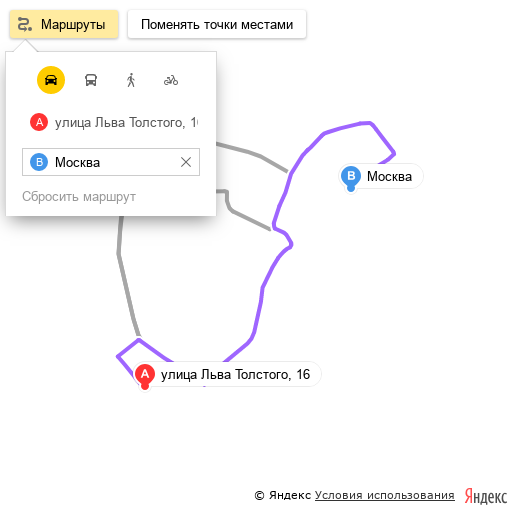 Маршруты
Поменять точки местами
A улица Льва Толстого, 1
B Москва
Сбросить маршрут
B Москва
A улица Льва Толстого, 16
© Яндекс Условия использования Яндекс